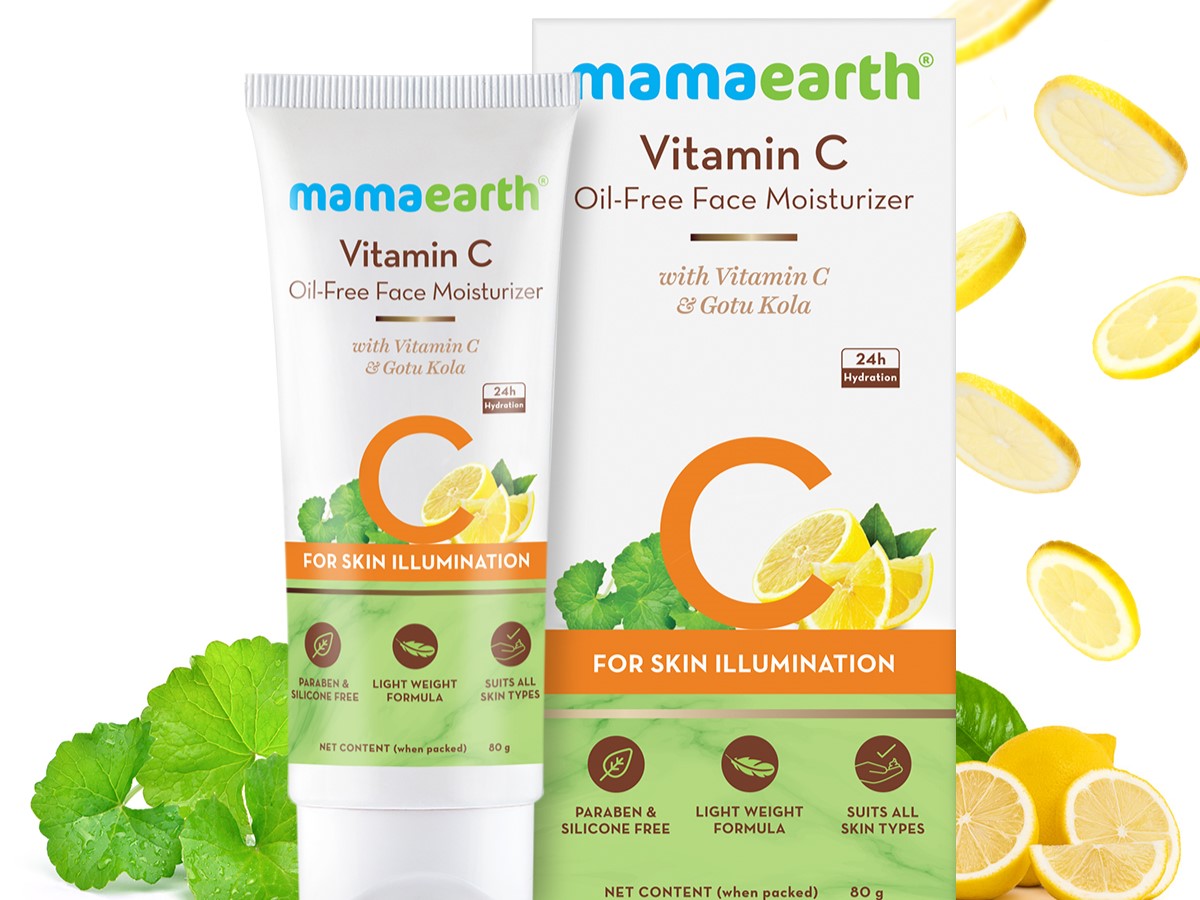 mamaearth®
Vitamin C
Oil-Free Face Moisturizer
with Vitamin C
& Gotu Kola
24h
Hydration
C
FOR SKIN ILLUMINATION
PARABEN &
SILICONE FREE
LIGHT WEIGHT
FORMULA
SUITS ALL
SKIN TYPES
NET CONTENT (when packed) 80 g
mamaearth®
Vitamin C
Oil-Free Face Moisturizer
with Vitamin C
& Gotu Kola
24h
Hydration
C
FOR SKIN ILLUMINATION
PARABEN &
SILICONE FREE
LIGHT WEIGHT
FORMULA
SUITS ALL
SKIN TYPES
NET CONTENT (when packed) 80 g